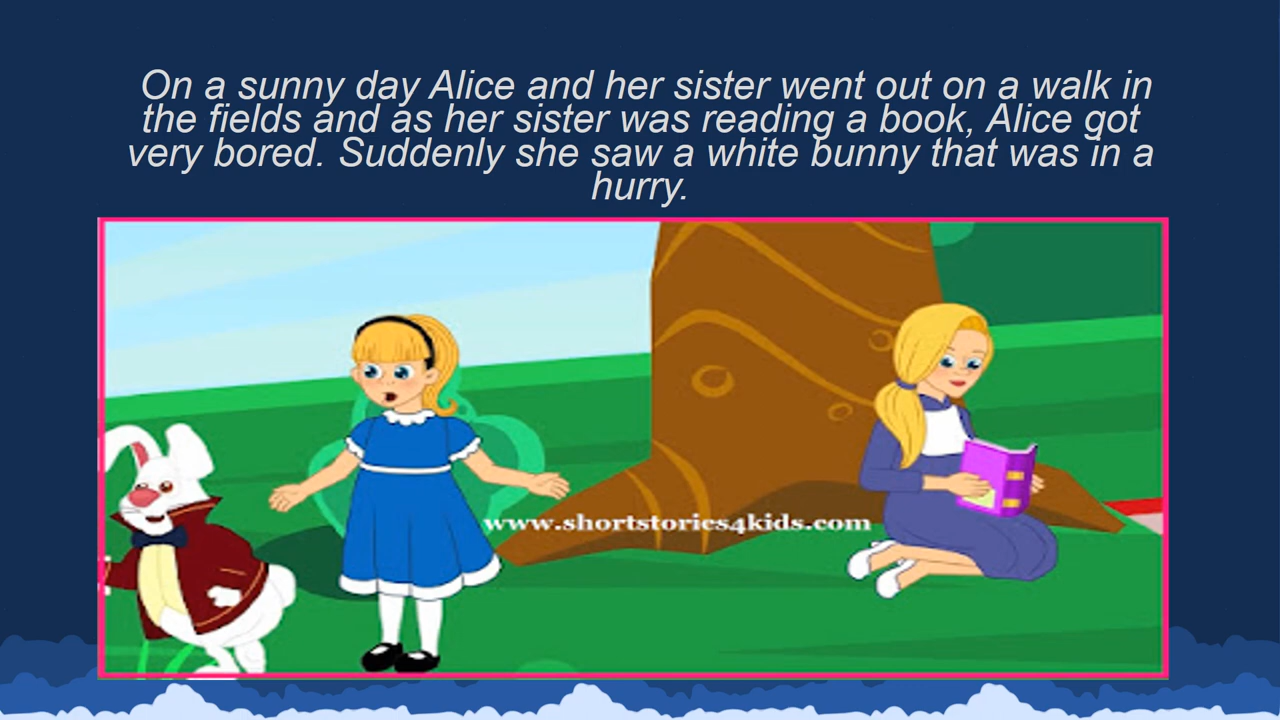 On a sunny day Alice and her sister went out on a walk in
the fields and as her sister was reading a book, Alice got
very bored. Suddenly she saw a white bunny that was in a
hurry.
www.shortstories4kids.com